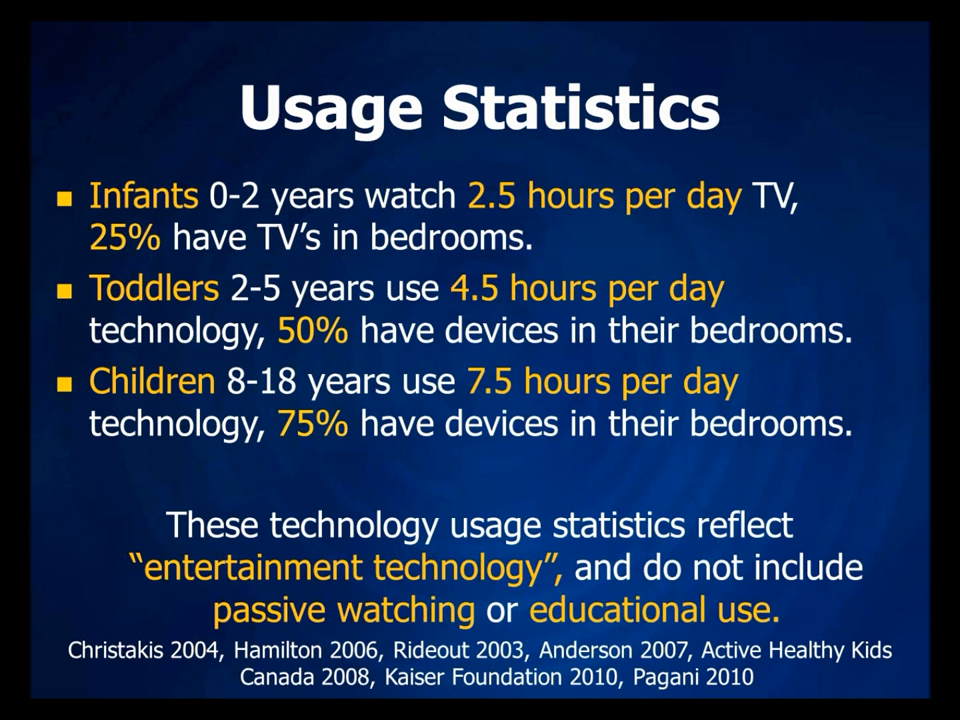 Usage Statistics
Infants 0-2 years watch 2.5 hours per day TV,
25% have TV's in bedrooms.
Toddlers 2-5 years use 4.5 hours per day
technology, 50% have devices in their bedrooms.
Children 8-18 years use 7.5 hours per day
technology, 75% have devices in their bedrooms.
These technology usage statistics reflect
“entertainment technology”, and do not include
passive watching or educational use.
Christakis 2004, Hamilton 2006, Rideout 2003, Anderson 2007, Active Healthy Kids
Canada 2008, Kaiser Foundation 2010, Pagani 2010